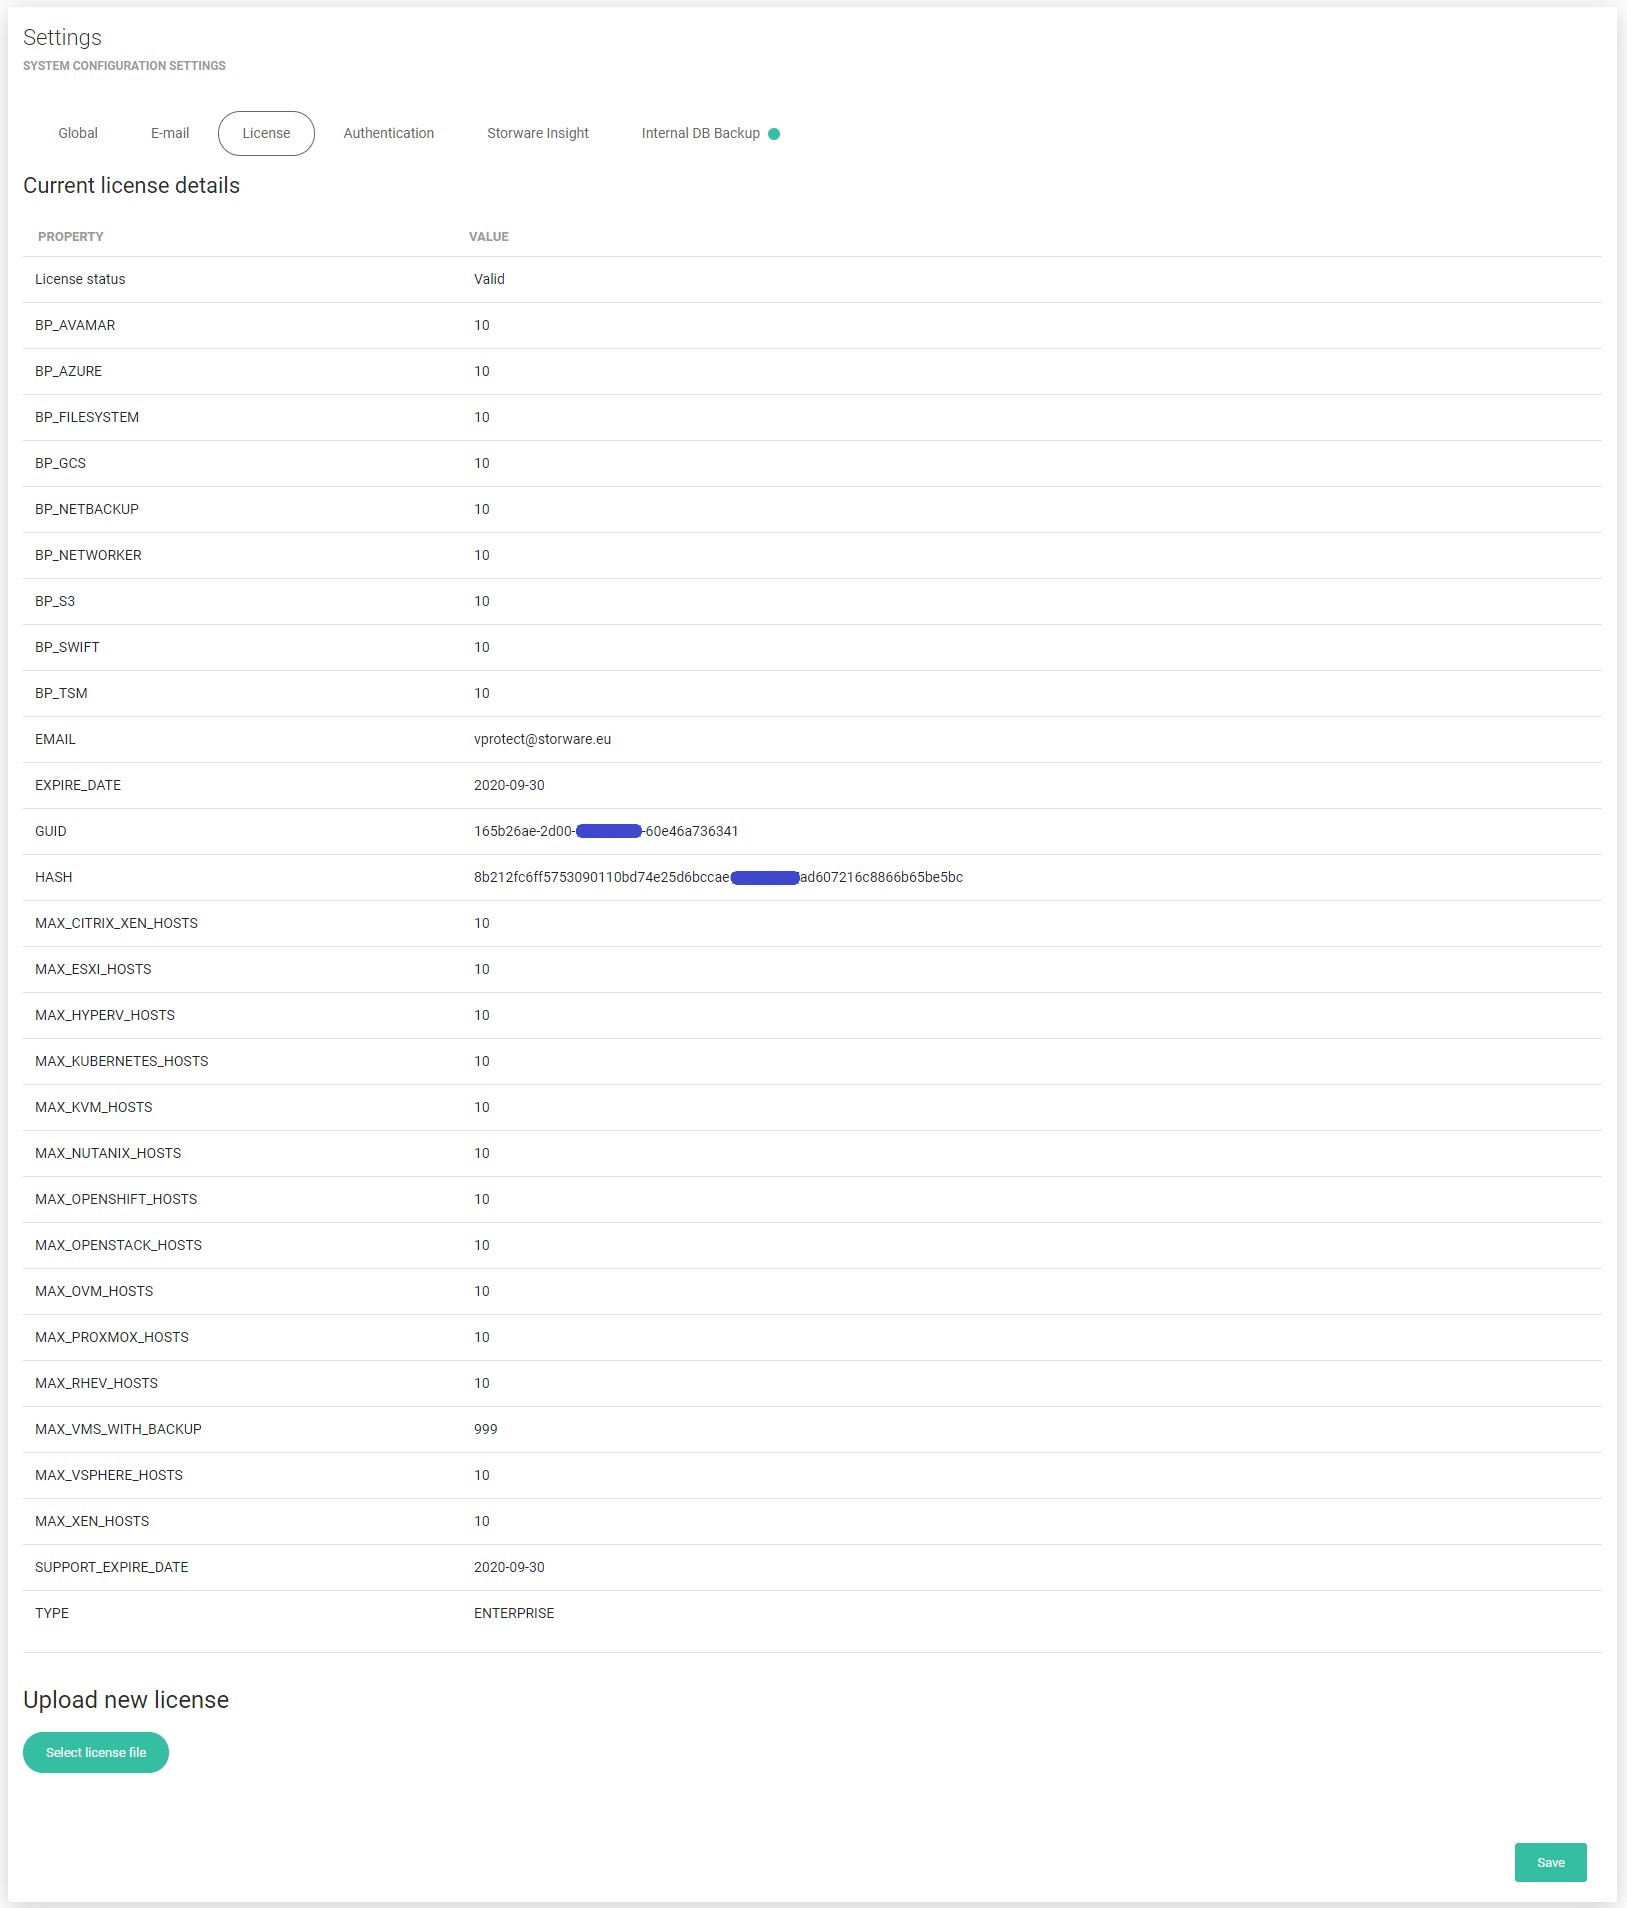 Settings
SYSTEM CONFIGURATION SETTINGS
Global E-mail License Authentication Storware Insight Internal DB Backup
Current license details
PROPERTY VALUE
License status Valid
BP_AVAMAR 10
BP_AZURE 10
BP_FILESYSTEM 10
BP_GCS 10
BP_NETBACKUP 10
BP_NETWORKER 10
BP_S3 10
BP_SWIFT 10
BP_TSM 10
EMAIL vprotect@storware.eu
EXPIRE_DATE 2020-09-30
GUID 165b26ae-2d00- -60e46a736341
HASH 8b212fc6ff5753090110bd74e25d6bccae ad607216c8866b65be5bc
MAX_CITRIX_XEN_HOSTS 10
MAX_ESXI_HOSTS 10
MAX_HYPERV_HOSTS 10
MAX_KUBERNETES_HOSTS 10
MAX_KVM_HOSTS 10
MAX_NUTANIX_HOSTS 10
MAX_OPENSHIFT_HOSTS 10
MAX_OPENSTACK_HOSTS 10
MAX_OVM_HOSTS 10
MAX_PROXMOX_HOSTS 10
MAX_RHEV_HOSTS 10
MAX_VMS_WITH_BACKUP 999
MAX_VSPHERE_HOSTS 10
MAX_XEN_HOSTS 10
SUPPORT_EXPIRE_DATE 2020-09-30
TYPE ENTERPRISE
Upload new license
Select license file
Save